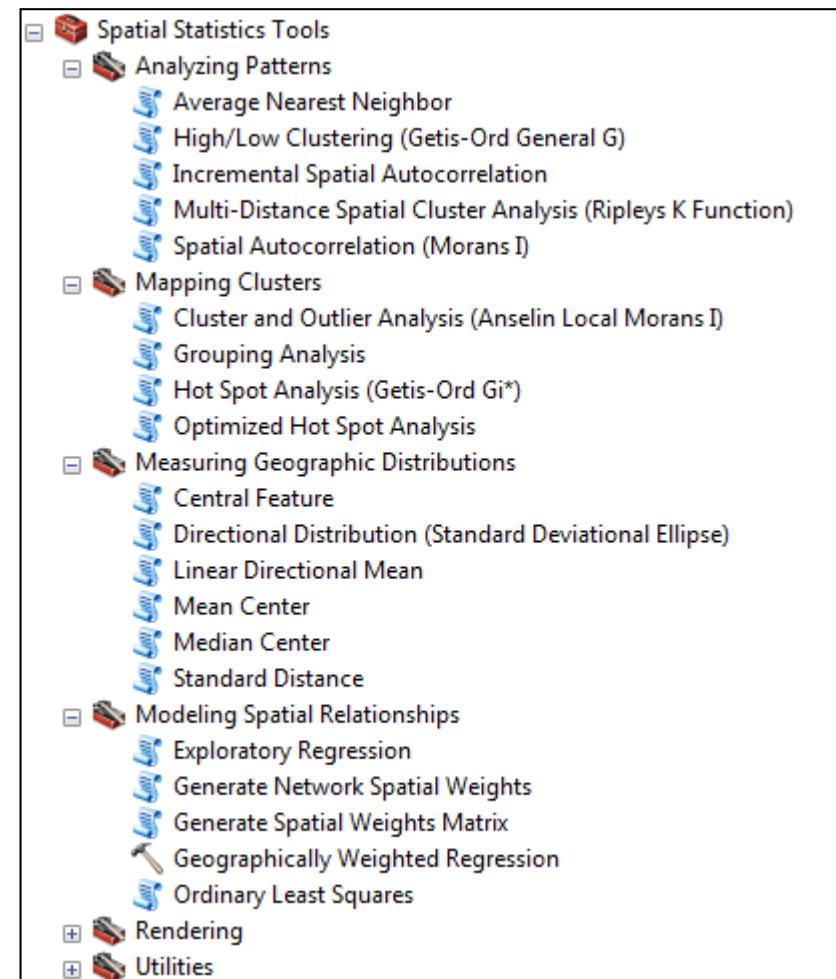 Spatial Statistics Tools
Analyzing Patterns
Average Nearest Neighbor
High/Low Clustering (Getis-Ord General G)
Incremental Spatial Autocorrelation
Multi-Distance Spatial Cluster Analysis (Ripleys K Function)
Spatial Autocorrelation (Morans I)
Mapping Clusters
Cluster and Outlier Analysis (Anselin Local Morans I)
Grouping Analysis
Hot Spot Analysis (Getis-Ord Gi*)
Optimized Hot Spot Analysis
Measuring Geographic Distributions
Central Feature
Directional Distribution (Standard Deviational Ellipse)
Linear Directional Mean
Mean Center
Median Center
Standard Distance
Modeling Spatial Relationships
Exploratory Regression
Generate Network Spatial Weights
Generate Spatial Weights Matrix
Geographically Weighted Regression
Ordinary Least Squares
Rendering
Utilities